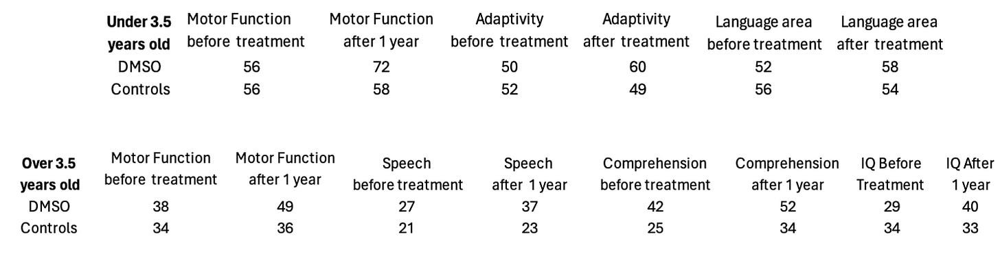 Under 3.5 Motor Function Motor Function Adaptivity Adaptivity Language area Language area
years old before treatment after 1 year before treatment after treatment before treatment after treatment
DMSO 56 72 50 60 52 58
Controls 56 58 52 49 56 54
Over 3.5 Motor Function Motor Function Speech Speech Comprehension Comprehension IQ Before IQ After
years old before treatment after 1 year before treatment after 1 year before treatment after 1 year Treatment 1 year
DMSO 38 49 27 37 42 52 29 40
Controls 34 36 21 23 25 34 34 33